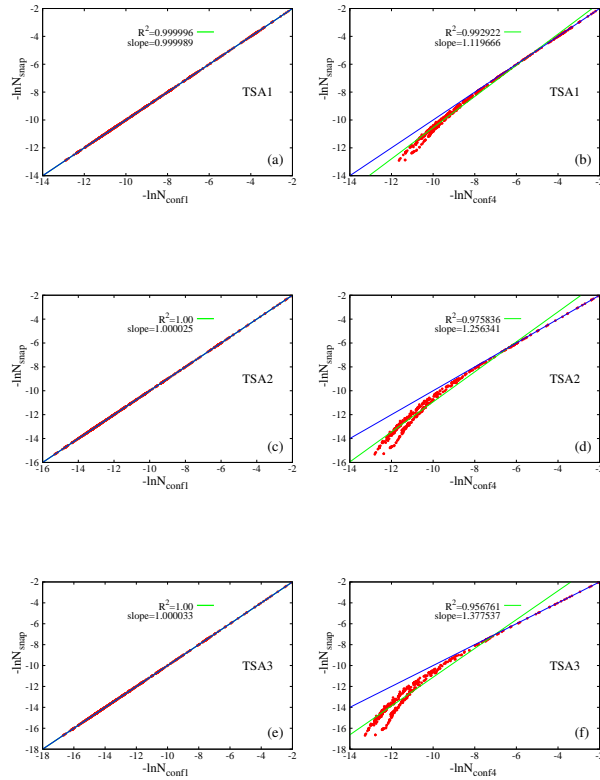 -2
-4
-6
-8
-10
-12
-14
-lnN_snap
R²=0.999996
slope=0.999989
TSA1
(a)
-14 -12 -10 -8 -6 -4 -2
-lnN_conf1
-2
-4
-6
-8
-10
-12
-14
-lnN_snap
R²=0.992922
slope=1.119666
TSA1
(b)
-14 -12 -10 -8 -6 -4 -2
-lnN_conf4
-2
-4
-6
-8
-10
-12
-14
-16
-lnN_snap
R²=1.00
slope=1.000025
TSA2
(c)
-16 -14 -12 -10 -8 -6 -4 -2
-lnN_conf1
-2
-4
-6
-8
-10
-12
-14
-16
-lnN_snap
R²=0.975836
slope=1.256341
TSA2
(d)
-14 -12 -10 -8 -6 -4 -2
-lnN_conf4
-2
-4
-6
-8
-10
-12
-14
-16
-18
-lnN_snap
R²=1.00
slope=1.000033
TSA3
(e)
-18 -16 -14 -12 -10 -8 -6 -4 -2
-lnN_conf1
-2
-4
-6
-8
-10
-12
-14
-16
-18
-lnN_snap
R²=0.956761
slope=1.377537
TSA3
(f)
-14 -12 -10 -8 -6 -4 -2
-lnN_conf4